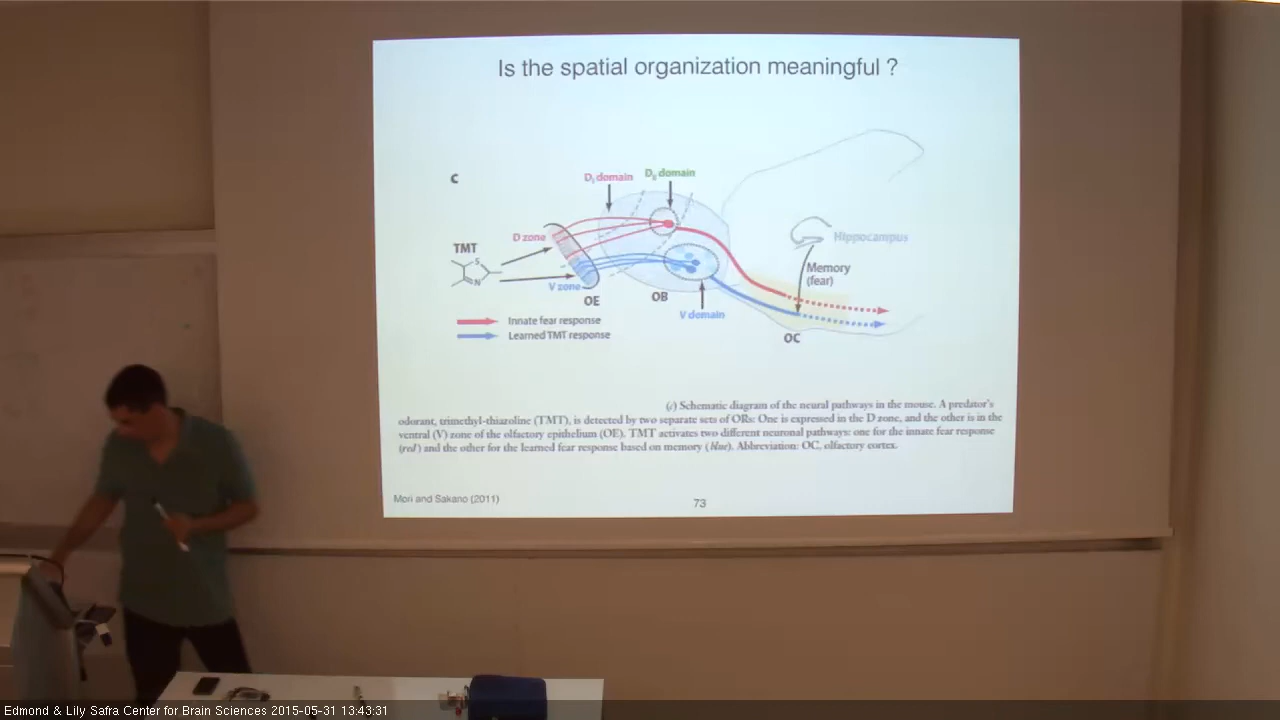 Is the spatial organization meaningful ?
C
D_I domain
D_II domain
D zone
TMT
S
N
V zone
OE
OB
V domain
Hippocampus
Memory
(fear)
OC
Innate fear response
Learned TMT response
(c) Schematic diagram of the neural pathways in the mouse. A predator's
odorant, trimethyl-thiazoline (TMT), is detected by two separate sets of ORs: One is expressed in the D zone, and the other is in the
ventral (V) zone of the olfactory epithelium (OE). TMT activates two different neuronal pathways: one for the innate fear response
(red) and the other for the learned fear response based on memory (blue). Abbreviation: OC, olfactory cortex.
Mori and Sakano (2011)
73
Edmond & Lily Safra Center for Brain Sciences 2015-05-31 13:43:31